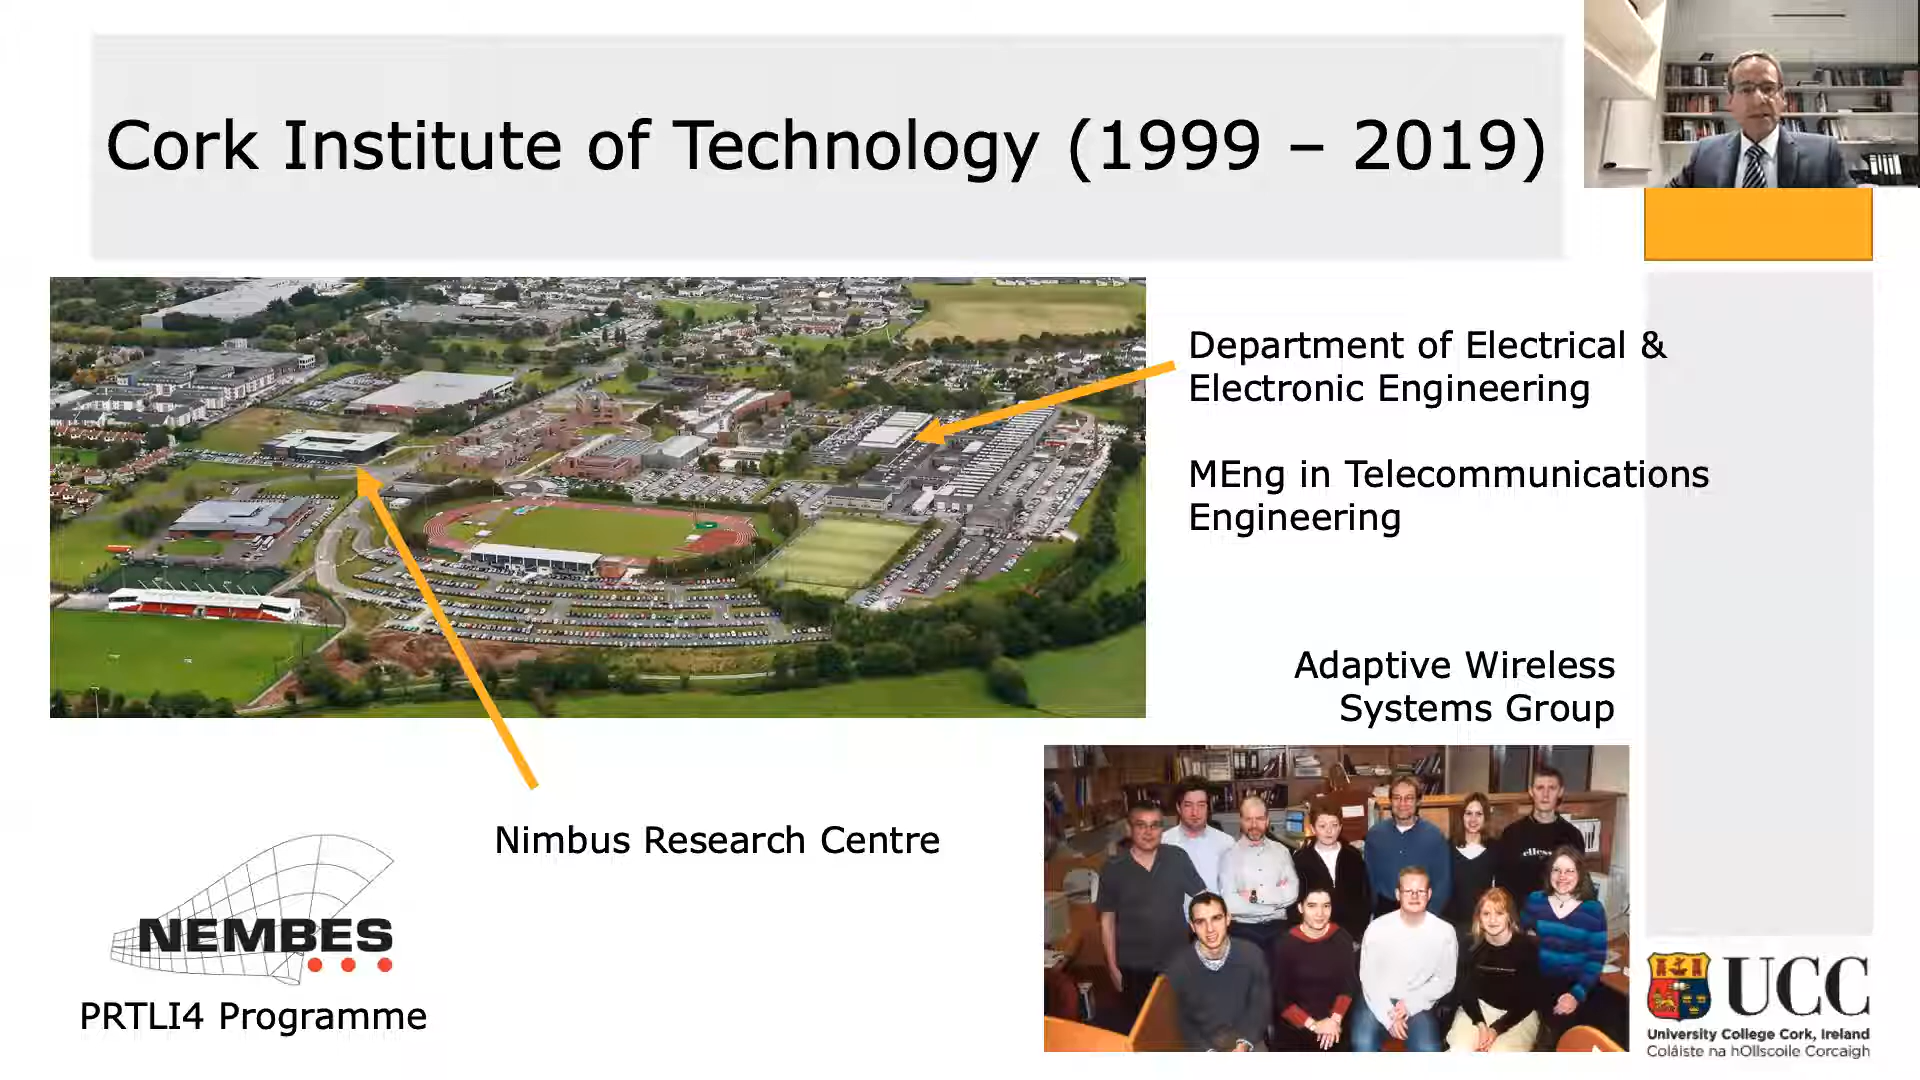 Cork Institute of Technology (1999 – 2019)
Department of Electrical &
Electronic Engineering
MEng in Telecommunications
Engineering
Adaptive Wireless
Systems Group
Nimbus Research Centre
NEMBES
PRTLI4 Programme
ellesse
UCC
University College Cork, Ireland
Coláiste na hOllscoile Corcaigh